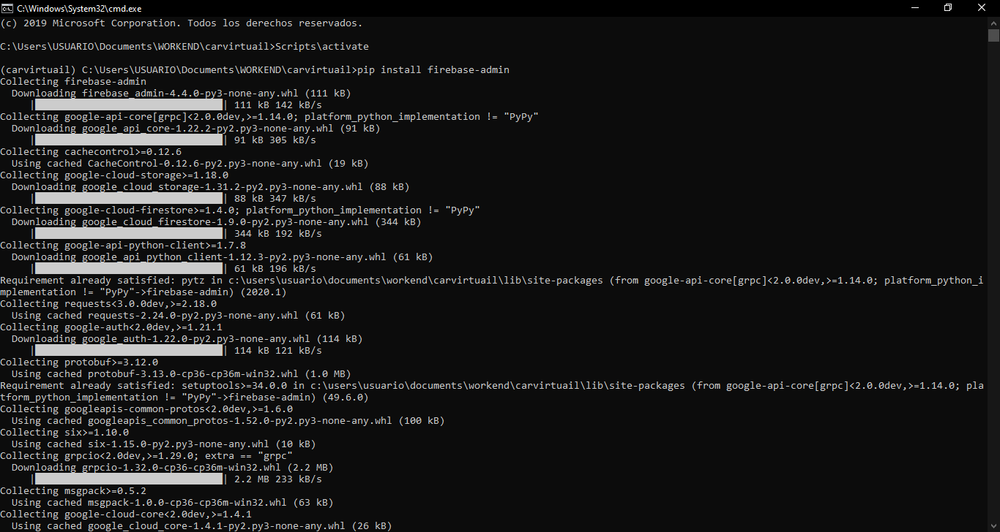 C:\Windows\System32\cmd.exe
(c) 2019 Microsoft Corporation. Todos los derechos reservados.
C:\Users\USUARIO\Documents\WORKEND\carvirtuail>Scripts\activate
(carvirtuail) C:\Users\USUARIO\Documents\WORKEND\carvirtuail>pip install firebase-admin
Collecting firebase-admin
  Downloading firebase_admin-4.4.0-py3-none-any.whl (111 kB)
     |████████████████████████████████| 111 kB 142 kB/s
Collecting google-api-core[grpc]<2.0.0dev,>=1.14.0; platform_python_implementation != "PyPy"
  Downloading google_api_core-1.22.2-py2.py3-none-any.whl (91 kB)
     |████████████████████████████████| 91 kB 305 kB/s
Collecting cachecontrol>=0.12.6
  Using cached CacheControl-0.12.6-py2.py3-none-any.whl (19 kB)
Collecting google-cloud-storage>=1.18.0
  Downloading google_cloud_storage-1.31.2-py2.py3-none-any.whl (88 kB)
     |████████████████████████████████| 88 kB 347 kB/s
Collecting google-cloud-firestore>=1.4.0; platform_python_implementation != "PyPy"
  Downloading google_cloud_firestore-1.9.0-py2.py3-none-any.whl (344 kB)
     |████████████████████████████████| 344 kB 192 kB/s
Collecting google-api-python-client>=1.7.8
  Downloading google_api_python_client-1.12.3-py2.py3-none-any.whl (61 kB)
     |████████████████████████████████| 61 kB 196 kB/s
Requirement already satisfied: pytz in c:\users\usuario\documents\workend\carvirtuail\lib\site-packages (from google-api-core[grpc]<2.0.0dev,>=1.14.0; platform_python_i
mplementation != "PyPy"->firebase-admin) (2020.1)
Collecting requests<3.0.0dev,>=2.18.0
  Using cached requests-2.24.0-py2.py3-none-any.whl (61 kB)
Collecting google-auth<2.0dev,>=1.21.1
  Downloading google_auth-1.22.0-py2.py3-none-any.whl (114 kB)
     |████████████████████████████████| 114 kB 121 kB/s
Collecting protobuf>=3.12.0
  Using cached protobuf-3.13.0-cp36-cp36m-win32.whl (1.0 MB)
Requirement already satisfied: setuptools>=34.0.0 in c:\users\usuario\documents\workend\carvirtuail\lib\site-packages (from google-api-core[grpc]<2.0.0dev,>=1.14.0; pla
tform_python_implementation != "PyPy"->firebase-admin) (49.6.0)
Collecting googleapis-common-protos<2.0dev,>=1.6.0
  Using cached googleapis_common_protos-1.52.0-py2.py3-none-any.whl (100 kB)
Collecting six>=1.10.0
  Using cached six-1.15.0-py2.py3-none-any.whl (10 kB)
Collecting grpcio<2.0dev,>=1.29.0; extra == "grpc"
  Downloading grpcio-1.32.0-cp36-cp36m-win32.whl (2.2 MB)
     |████████████████████████████████| 2.2 MB 233 kB/s
Collecting msgpack>=0.5.2
  Using cached msgpack-1.0.0-cp36-cp36m-win32.whl (63 kB)
Collecting google-cloud-core<2.0dev,>=1.4.1
  Using cached google_cloud_core-1.4.1-py2.py3-none-any.whl (26 kB)